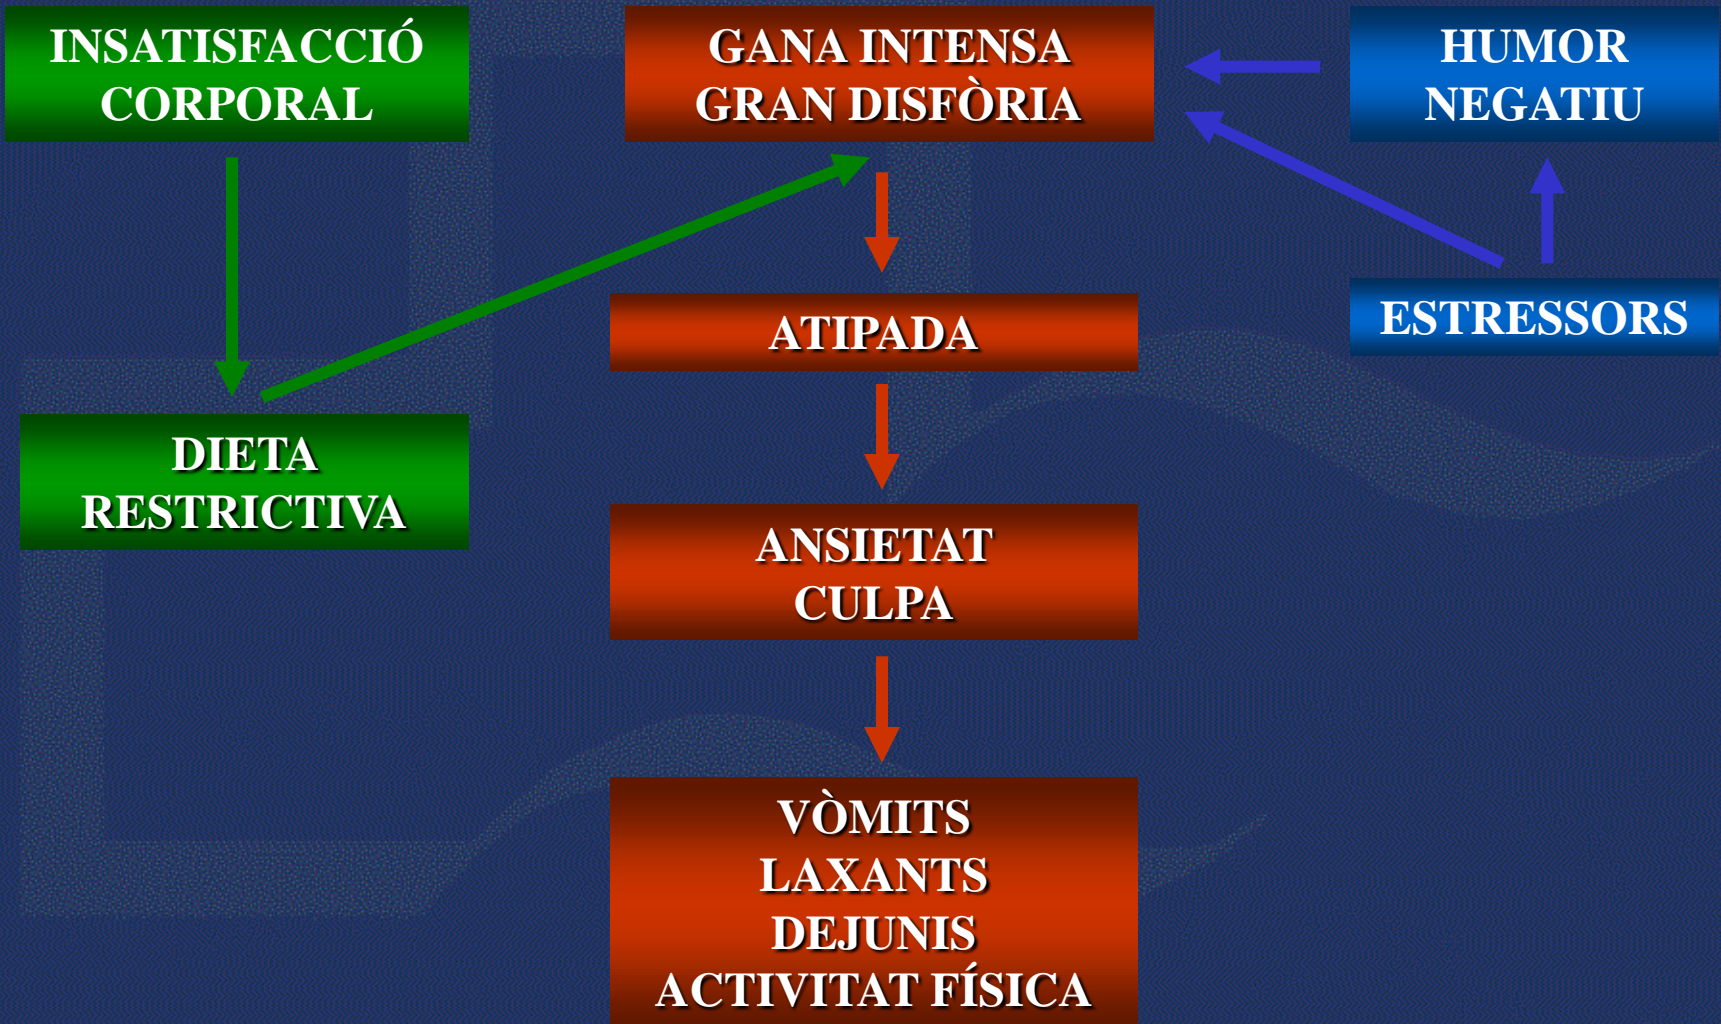 INSATISFACCIÓ
CORPORAL
GANA INTENSA
GRAN DISFÒRIA
HUMOR
NEGATIU
ATIPADA
ESTRESSORS
DIETA
RESTRICTIVA
ANSIETAT
CULPA
VÒMITS
LAXANTS
DEJUNIS
ACTIVITAT FÍSICA